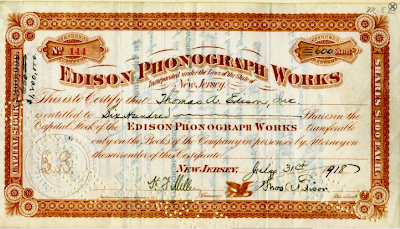 No 144
600 Shares
EDISON PHONOGRAPH WORKS
Incorporated under the Laws of the State of
New Jersey.
This is to Certify that Thomas A. Edison, Inc.
is entitled to Six Hundred Shares in the
Capital Stock of the EDISON PHONOGRAPH WORKS transferable
only on the Books of the Company in person or by Attorney on
the surrender of this Certificate.
NEW JERSEY, July 31st 1918
CAPITAL STOCK
SHARES $100 EACH